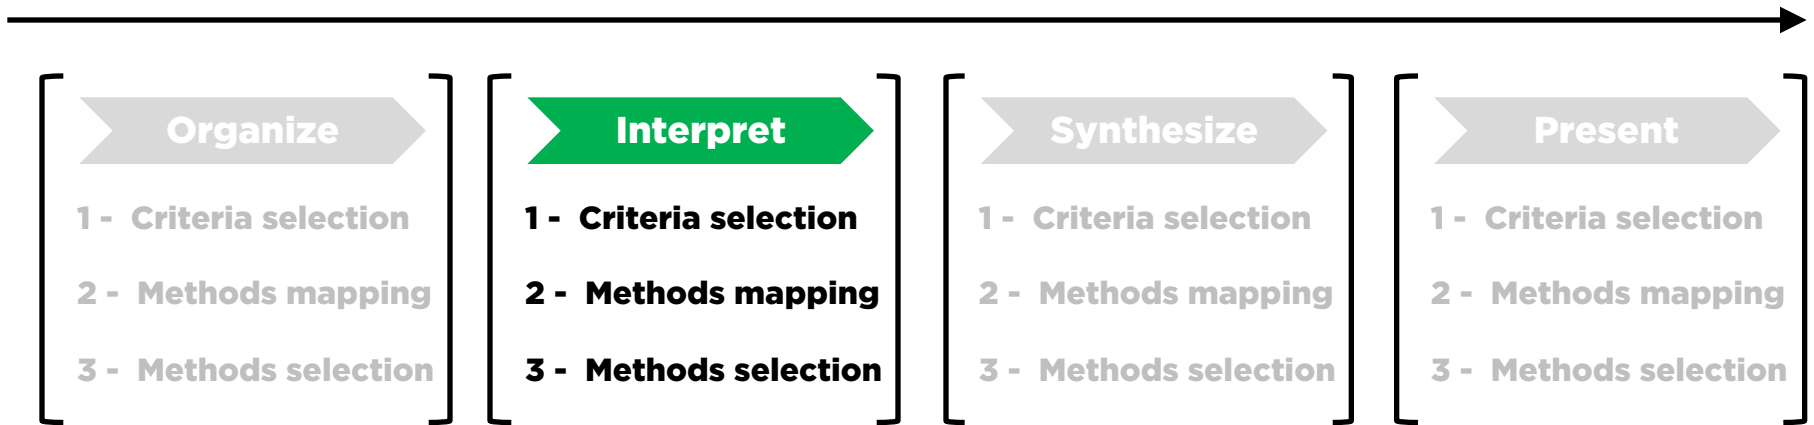 Organize
1 - Criteria selection
2 - Methods mapping
3 - Methods selection
Interpret
1 - Criteria selection
2 - Methods mapping
3 - Methods selection
Synthesize
1 - Criteria selection
2 - Methods mapping
3 - Methods selection
Present
1 - Criteria selection
2 - Methods mapping
3 - Methods selection